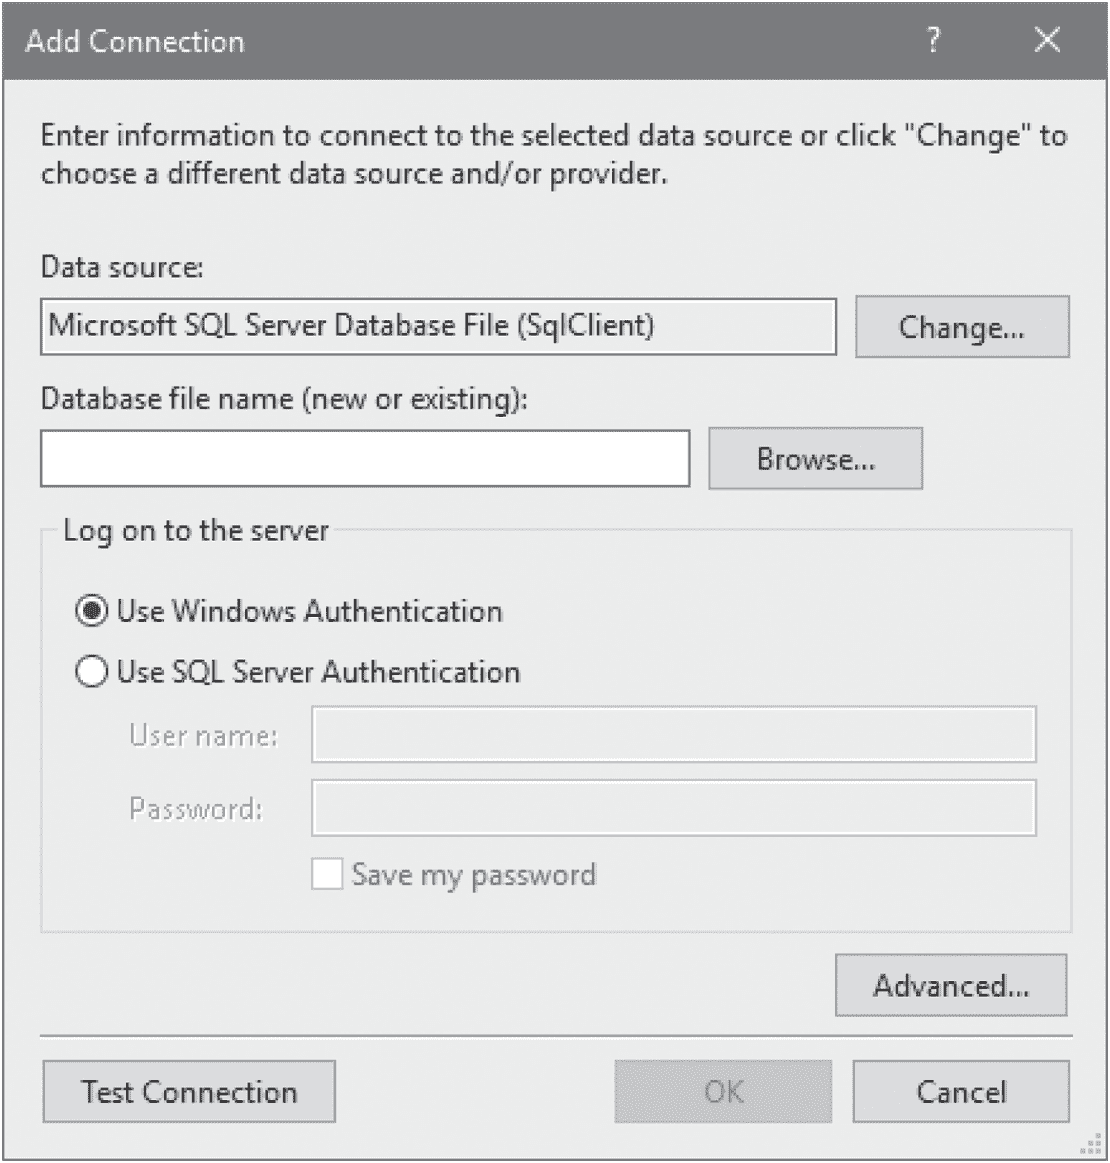 Add Connection ?
Enter information to connect to the selected data source or click "Change" to
choose a different data source and/or provider.
Data source:
Microsoft SQL Server Database File (SqlClient) Change...
Database file name (new or existing):
Browse...
Log on to the server
Use Windows Authentication
Use SQL Server Authentication
User name:
Password:
Save my password
Advanced...
Test Connection OK Cancel